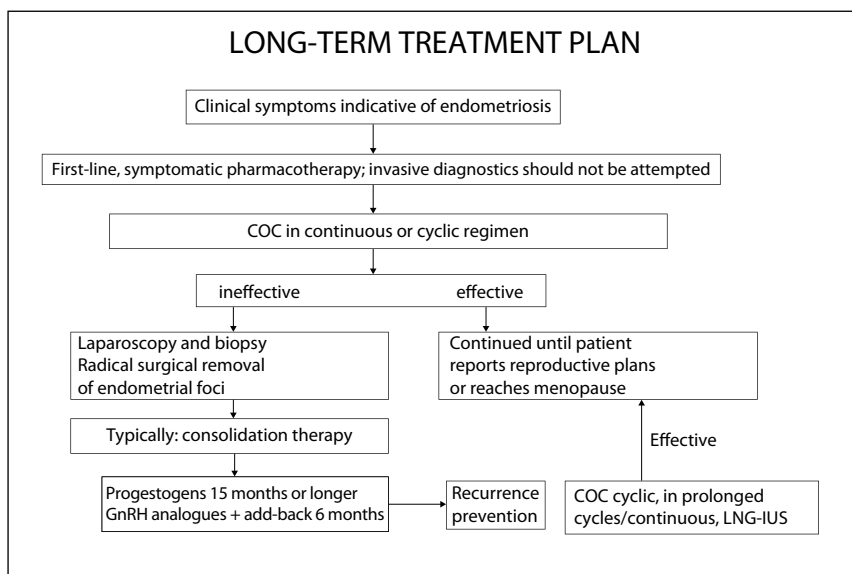 LONG-TERM TREATMENT PLAN
Clinical symptoms indicative of endometriosis
First-line, symptomatic pharmacotherapy; invasive diagnostics should not be attempted
COC in continuous or cyclic regimen
ineffective
effective
Laparoscopy and biopsy
Radical surgical removal
of endometrial foci
Continued until patient
reports reproductive plans
or reaches menopause
Typically: consolidation therapy
Effective
Progestogens 15 months or longer
GnRH analogues + add-back 6 months
Recurrence
prevention
COC cyclic, in prolonged
cycles/continuous, LNG-IUS